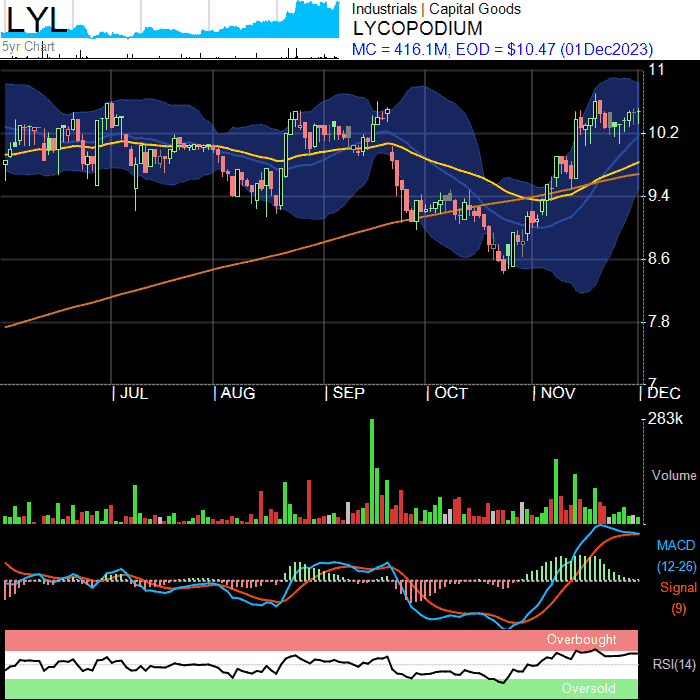 LYL
5yr Chart
Industrials | Capital Goods
LYCOPODIUM
MC = 416.1M, EOD = $10.47 (01Dec2023)
11
10.2
9.4
8.6
7.8
7
JUL AUG SEP OCT NOV DEC
283k
Volume
MACD
(12-26)
Signal
(9)
Overbought
RSI(14)
Oversold